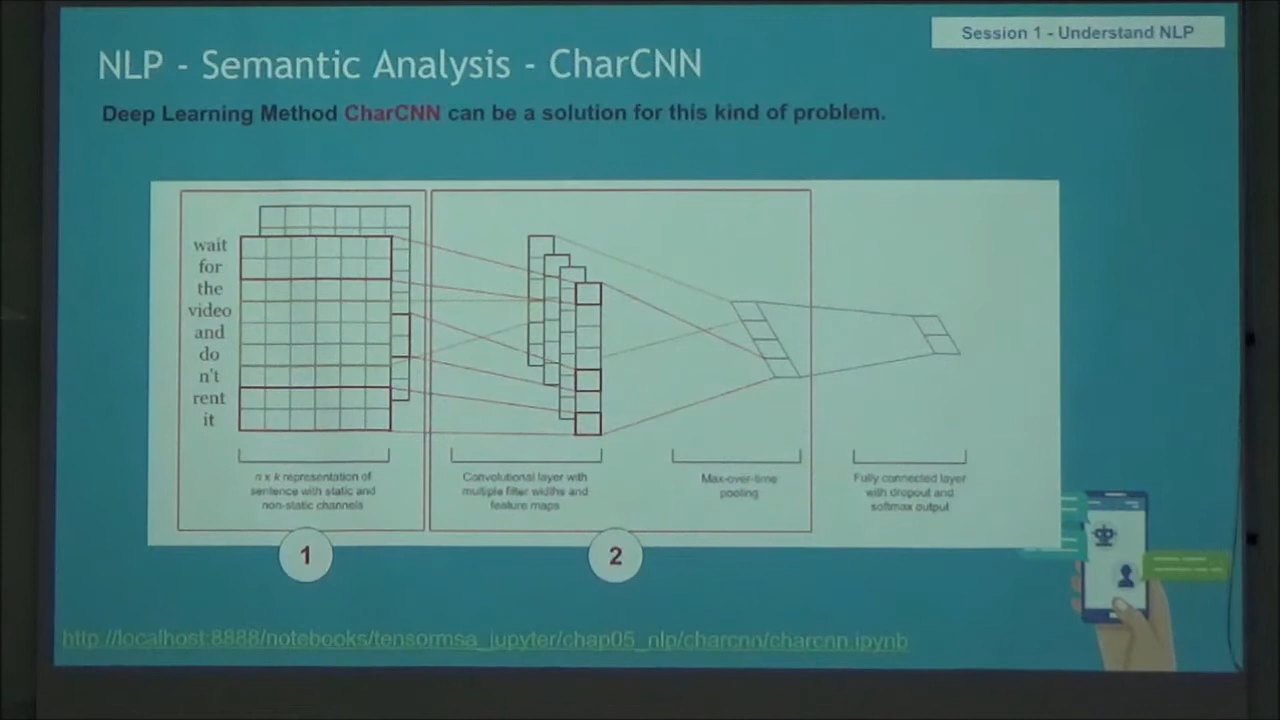 Session 1 - Understand NLP
NLP - Semantic Analysis - CharCNN
Deep Learning Method CharCNN can be a solution for this kind of problem.
wait
for
the
video
and
do
n't
rent
it
n x k representation of
sentence with static and
non-static channels
Convolutional layer with
multiple filter widths and
feature maps
Max-over-time
pooling
Fully connected layer
with dropout and
softmax output
1
2
http://localhost:8888/notebooks/tensormsa_jupyter/chap05_nlp/charcnn/charcnn.ipynb